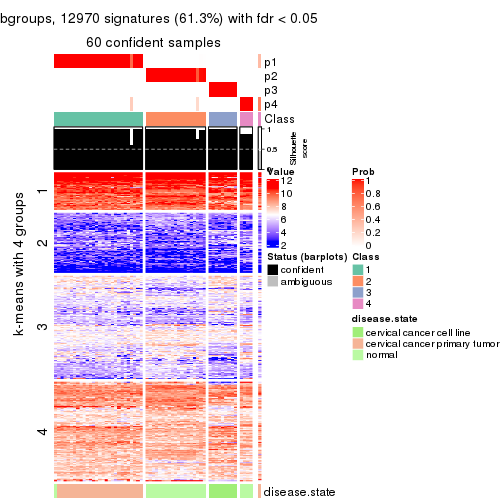 bgroups, 12970 signatures (61.3%) with fdr < 0.05
60 confident samples
p1
p2
p3
p4
Class
1
0.5
0
Silhouette
score
k-means with 4 groups
1
2
3
4
Value
12
10
8
6
4
2
Prob
1
0.8
0.6
0.4
0.2
0
Status (barplots)
confident
ambiguous
Class
1
2
3
4
disease.state
cervical cancer cell line
cervical cancer primary tumor
normal
disease.state